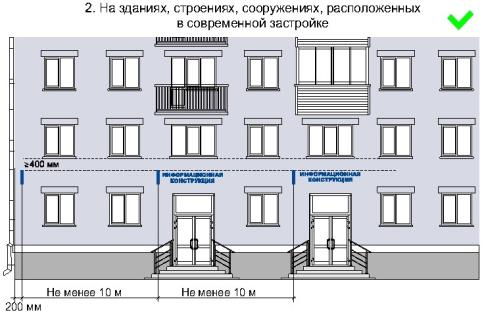 2. На зданиях, строениях, сооружениях, расположенных
в современной застройке
≥400 мм
ИНФОРМАЦИОННАЯ
КОНСТРУКЦИЯ
ИНФОРМАЦИОННАЯ
КОНСТРУКЦИЯ
Не менее 10 м
Не менее 10 м
200 мм